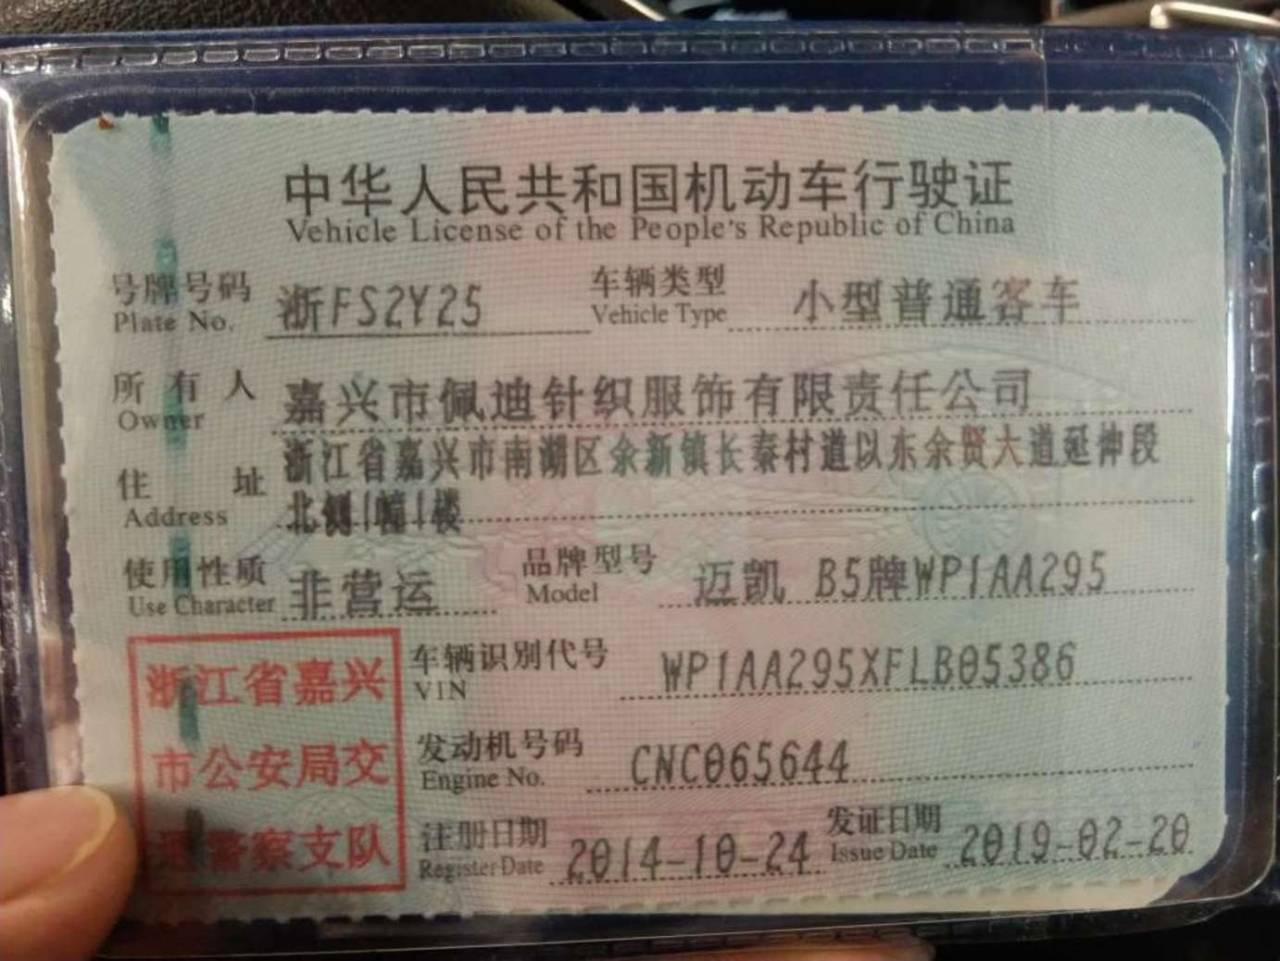 中华人民共和国机动车行驶证
Vehicle License of the People's Republic of China
号牌号码 浙FS2Y25 车辆类型 小型普通客车
Plate No. Vehicle Type
所有人 嘉兴市佩迪针织服饰有限责任公司
Owner
浙江省嘉兴市南湖区余新镇长秦村道以东余贤大道延伸段
住址
Address 北侧1幢1楼
使用性质 非营运 品牌型号 迈凯 B5牌WP1AA295
Use Character Model
浙江省嘉兴 车辆识别代号 WP1AA295XFLB05386
VIN
市公安局交 发动机号码 CNC065644
Engine No.
通警察支队 注册日期 2014-10-24 发证日期 2019-02-20
Register Date Issue Date